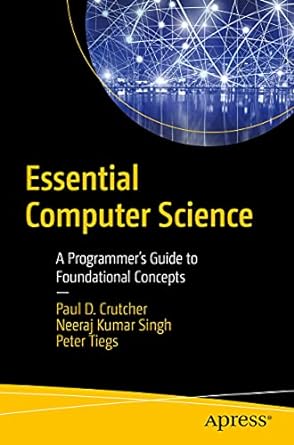 Essential
Computer Science
A Programmer's Guide to
Foundational Concepts
Paul D. Crutcher
Neeraj Kumar Singh
Peter Tiegs
Apress®